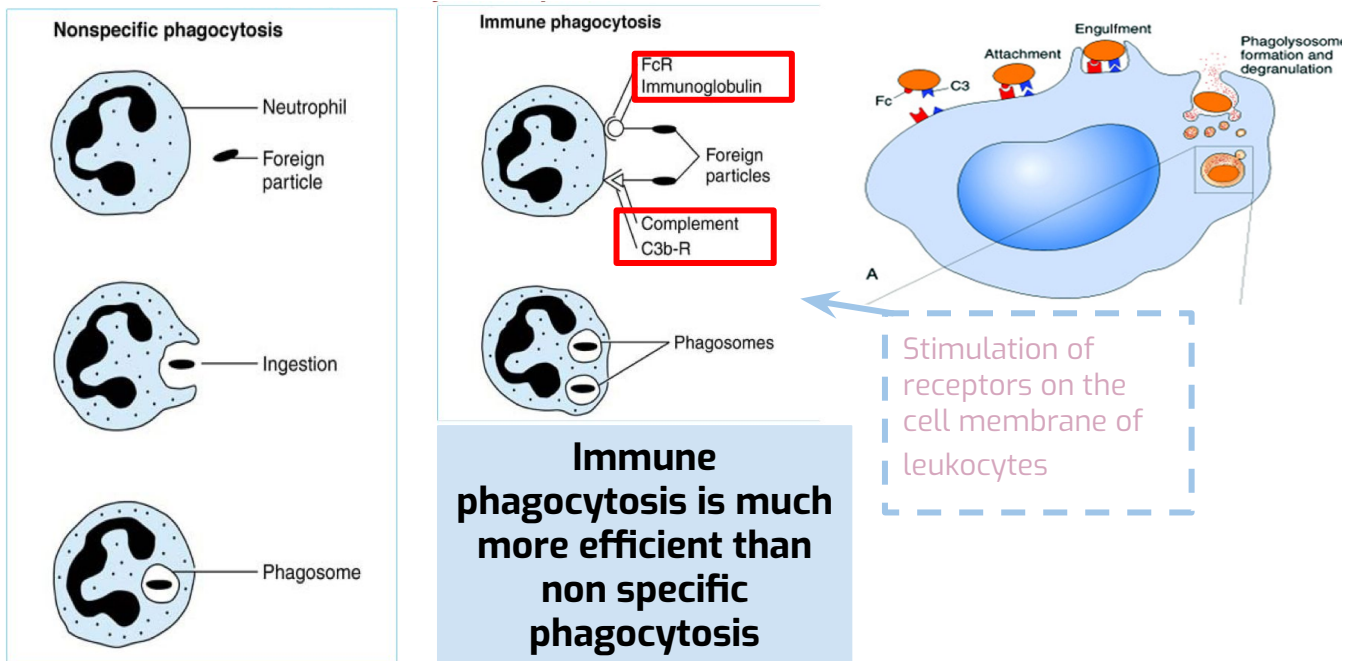 Nonspecific phagocytosis
Neutrophil
Foreign
particle
Ingestion
Phagosome
Immune phagocytosis
FcR
Immunoglobulin
Foreign
particles
Complement
C3b-R
Phagosomes
Immune
phagocytosis is much
more efficient than
non specific
phagocytosis
Engulfment
Attachment
Phagolysosome
formation and
degranulation
Fc
C3
A
Stimulation of
receptors on the
cell membrane of
leukocytes